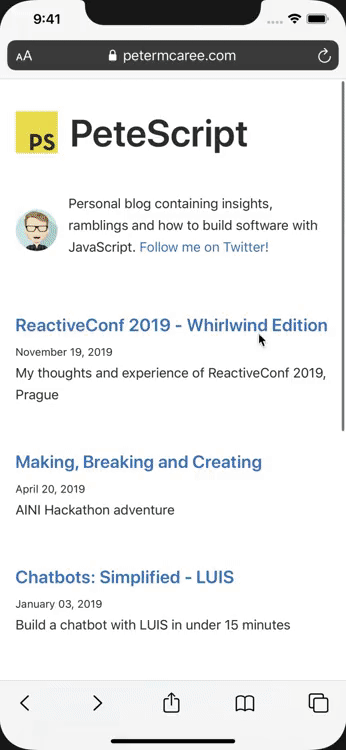 9:41
AA petermcaree.com
PS PeteScript
Personal blog containing insights,
ramblings and how to build software with
JavaScript. Follow me on Twitter!
ReactiveConf 2019 - Whirlwind Edition
November 19, 2019
My thoughts and experience of ReactiveConf 2019,
Prague
Making, Breaking and Creating
April 20, 2019
AINI Hackathon adventure
Chatbots: Simplified - LUIS
January 03, 2019
Build a chatbot with LUIS in under 15 minutes